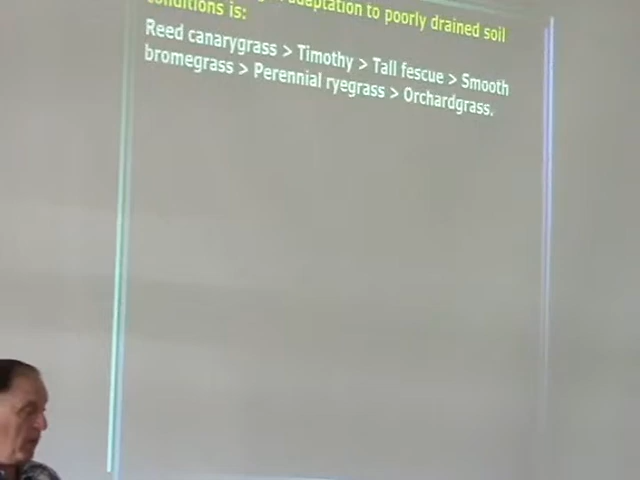 adaptation to poorly drained soil
conditions is:
Reed canarygrass > Timothy > Tall fescue > Smooth
bromegrass > Perennial ryegrass > Orchardgrass.